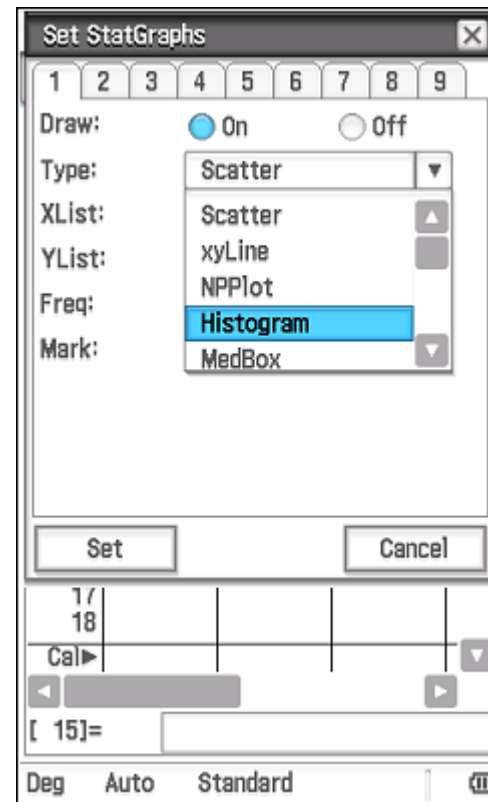 Set StatGraphs
1 2 3 4 5 6 7 8 9
Draw: On Off
Type: Scatter
XList: Scatter
YList: xyLine
NPPlot
Freq:
Histogram
Mark: MedBox
Set Cancel
17
18
Cal
[ 15]=
Deg Auto Standard